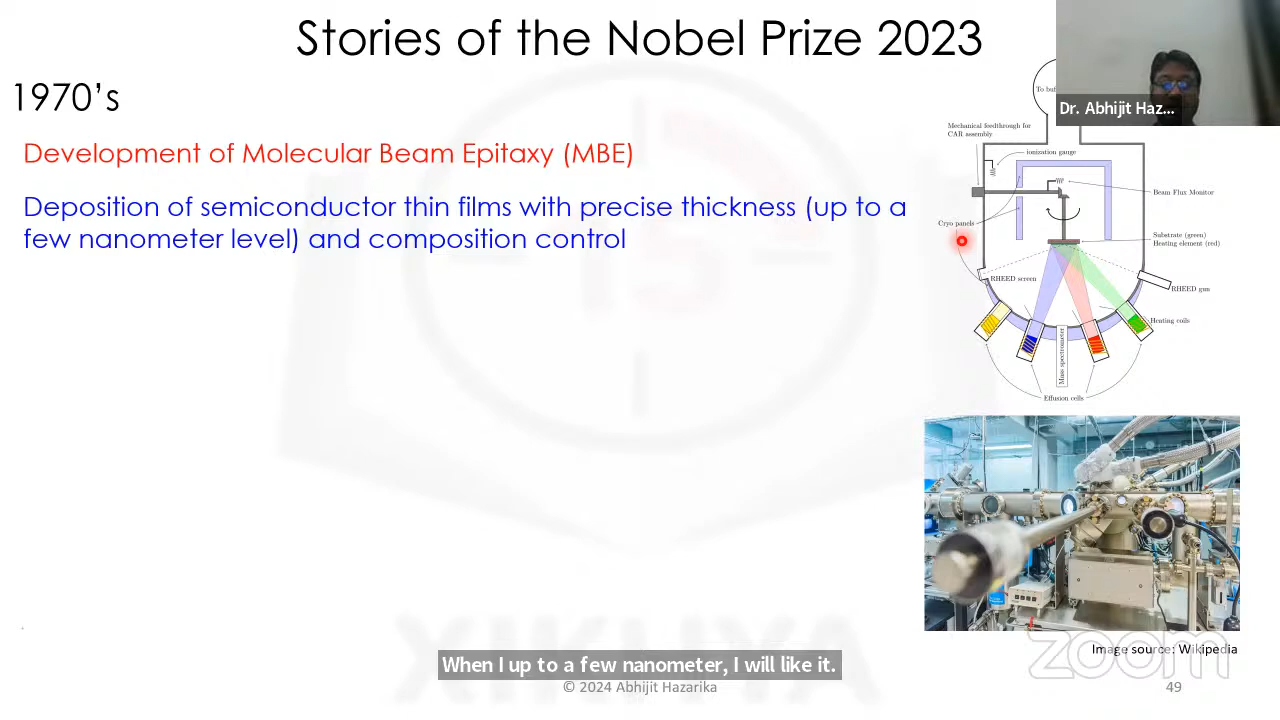 Stories of the Nobel Prize 2023
1970's
Development of Molecular Beam Epitaxy (MBE)
Deposition of semiconductor thin films with precise thickness (up to a
few nanometer level) and composition control
Dr. Abhijit Haz...
To
Mechanical feedthrough for
CAR assembly
ionization gauge
Beam Flux Monitor
Cryo panels
Substrate (green)
Heating element (red)
RHEED screen
RHEED gun
Heating coils
Mass spectrometer
Effusion cells
When I up to a few nanometer, I will like it.
zoom
Image source: Wikipedia
© 2024 Abhijit Hazarika
49
XIKHYA